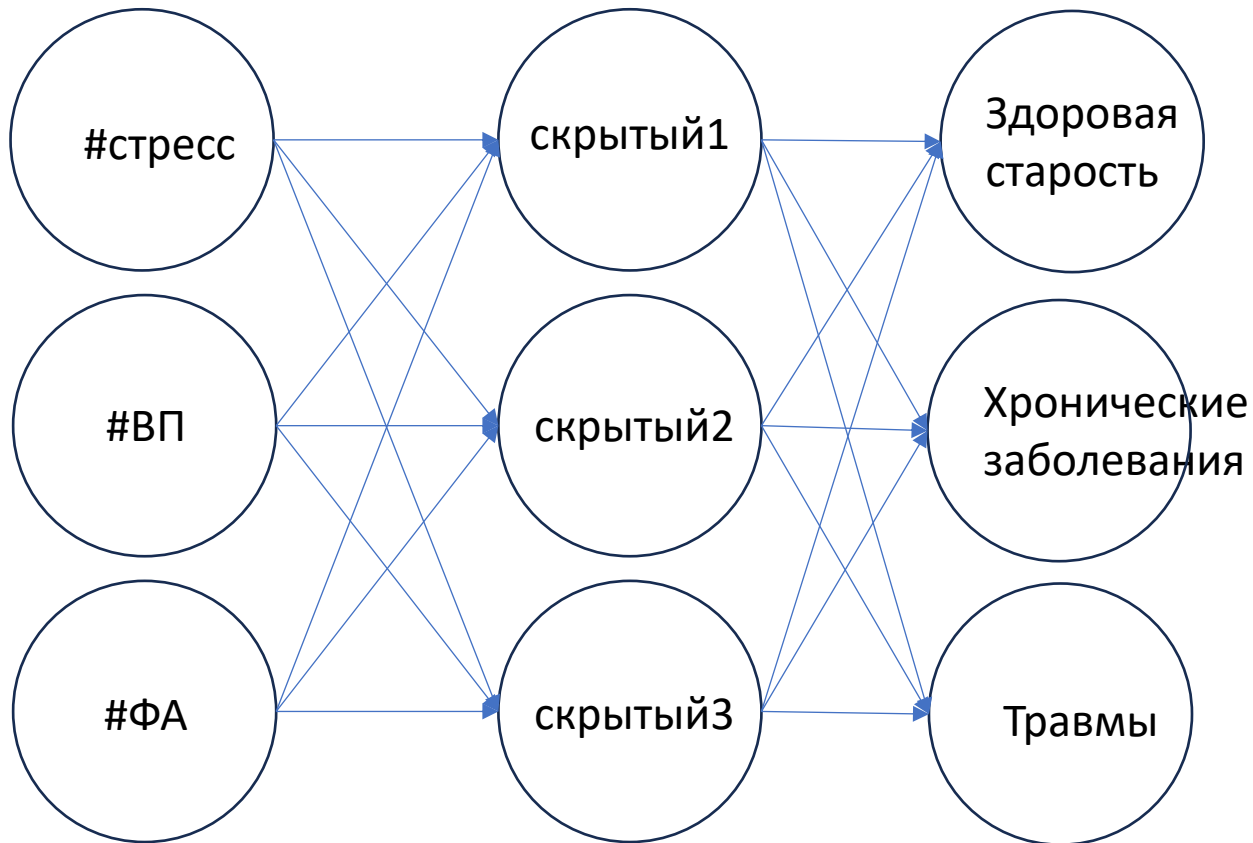 #стресс
скрытый1
Здоровая
старость
#ВП
скрытый2
Хронические
заболевания
#ФА
скрытый3
Травмы